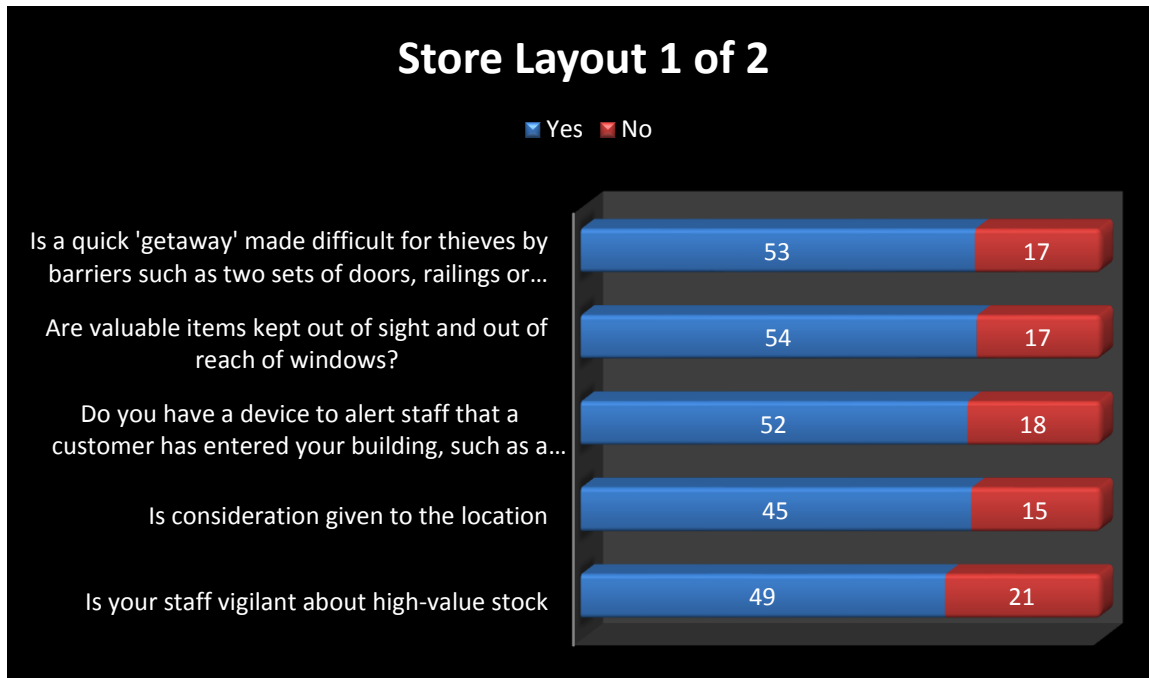 Store Layout 1 of 2
Yes No
Is a quick 'getaway' made difficult for thieves by
barriers such as two sets of doors, railings or…
53 17
Are valuable items kept out of sight and out of
reach of windows?
54 17
Do you have a device to alert staff that a
customer has entered your building, such as a…
52 18
Is consideration given to the location
45 15
Is your staff vigilant about high-value stock
49 21